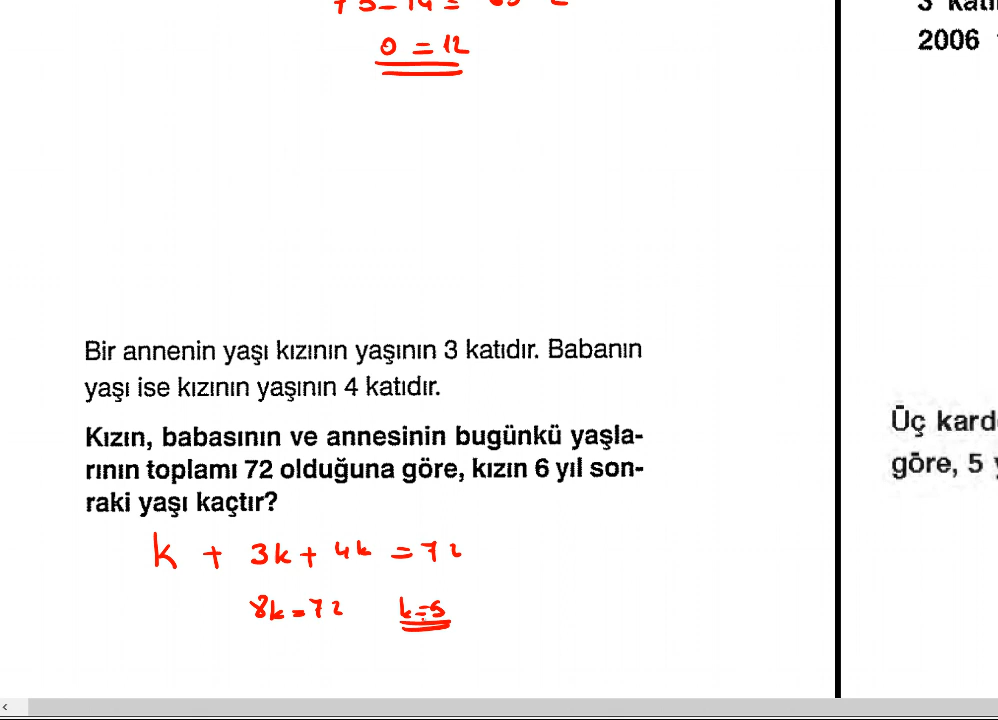 0 = 12
3 katı
2006
Bir annenin yaşı kızının yaşının 3 katıdır. Babanın
yaşı ise kızının yaşının 4 katıdır.
Kızın, babasının ve annesinin bugünkü yaşla-
rının toplamı 72 olduğuna göre, kızın 6 yıl son-
raki yaşı kaçtır?
k + 3k + 4k = 72
8k = 72 k=9
Üç kard
göre, 5 y